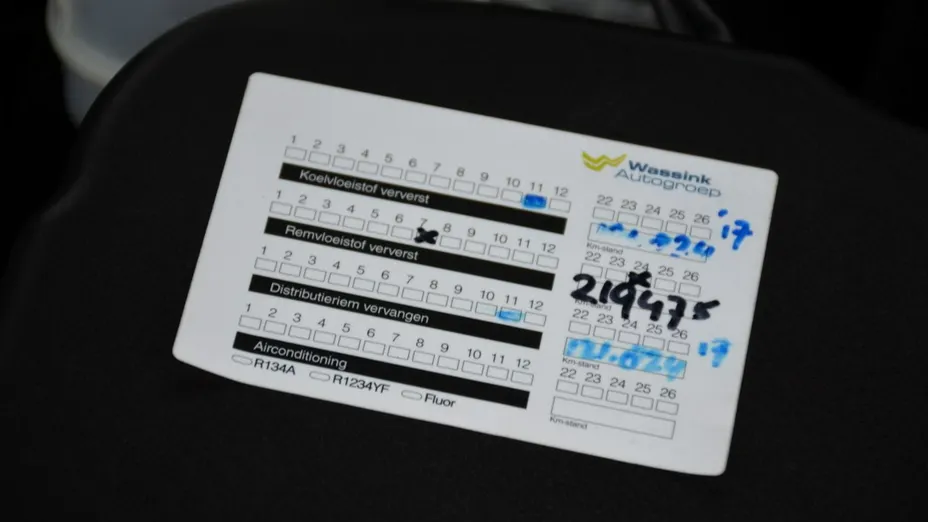 Wassink
Autogroep
1 2 3 4 5 6 7 8 9 10 11 12
Koelvloeistof ververst
22 23 24 25 26
'17
Km-stand
1 2 3 4 5 6 7 8 9 10 11 12
Remvloeistof ververst
22 23 24 25 26
219475
1 2 3 4 5 6 7 8 9 10 11 12
Distributieriem vervangen
22 23 24 25 26
'17
Km-stand
1 2 3 4 5 6 7 8 9 10 11 12
Airconditioning
22 23 24 25 26
Km-stand
R134A R1234YF Fluor